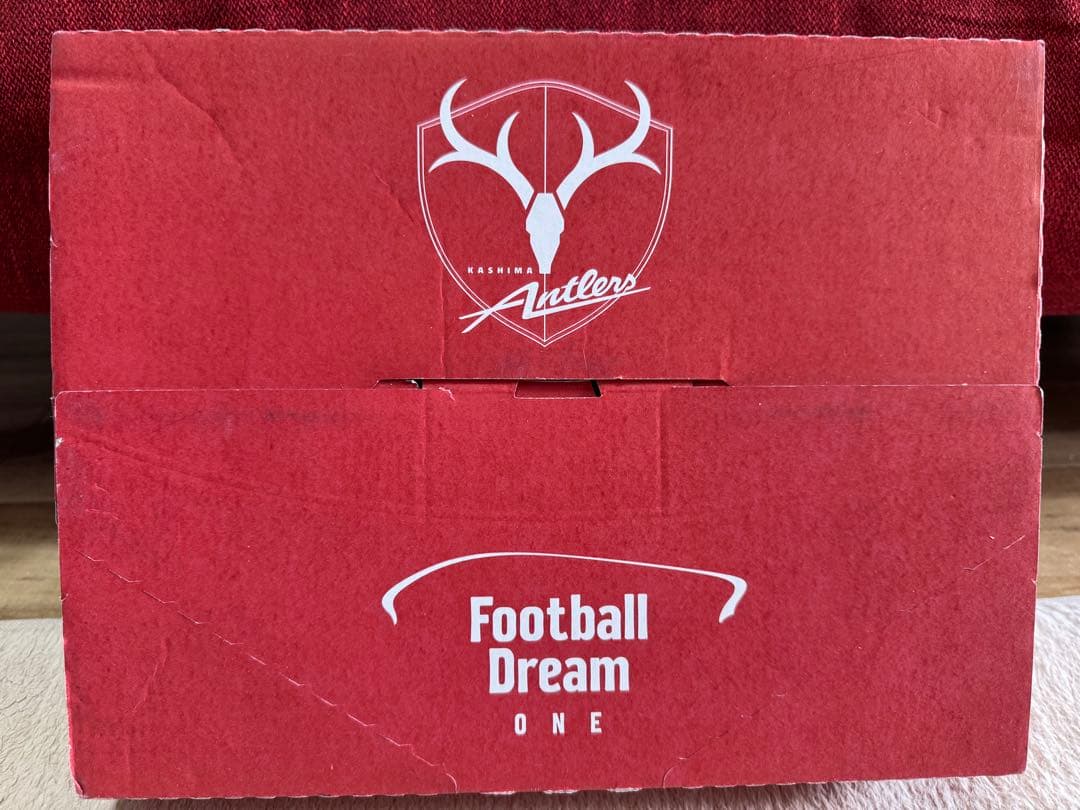 KASHIMA
Antlers
Football
Dream
ONE